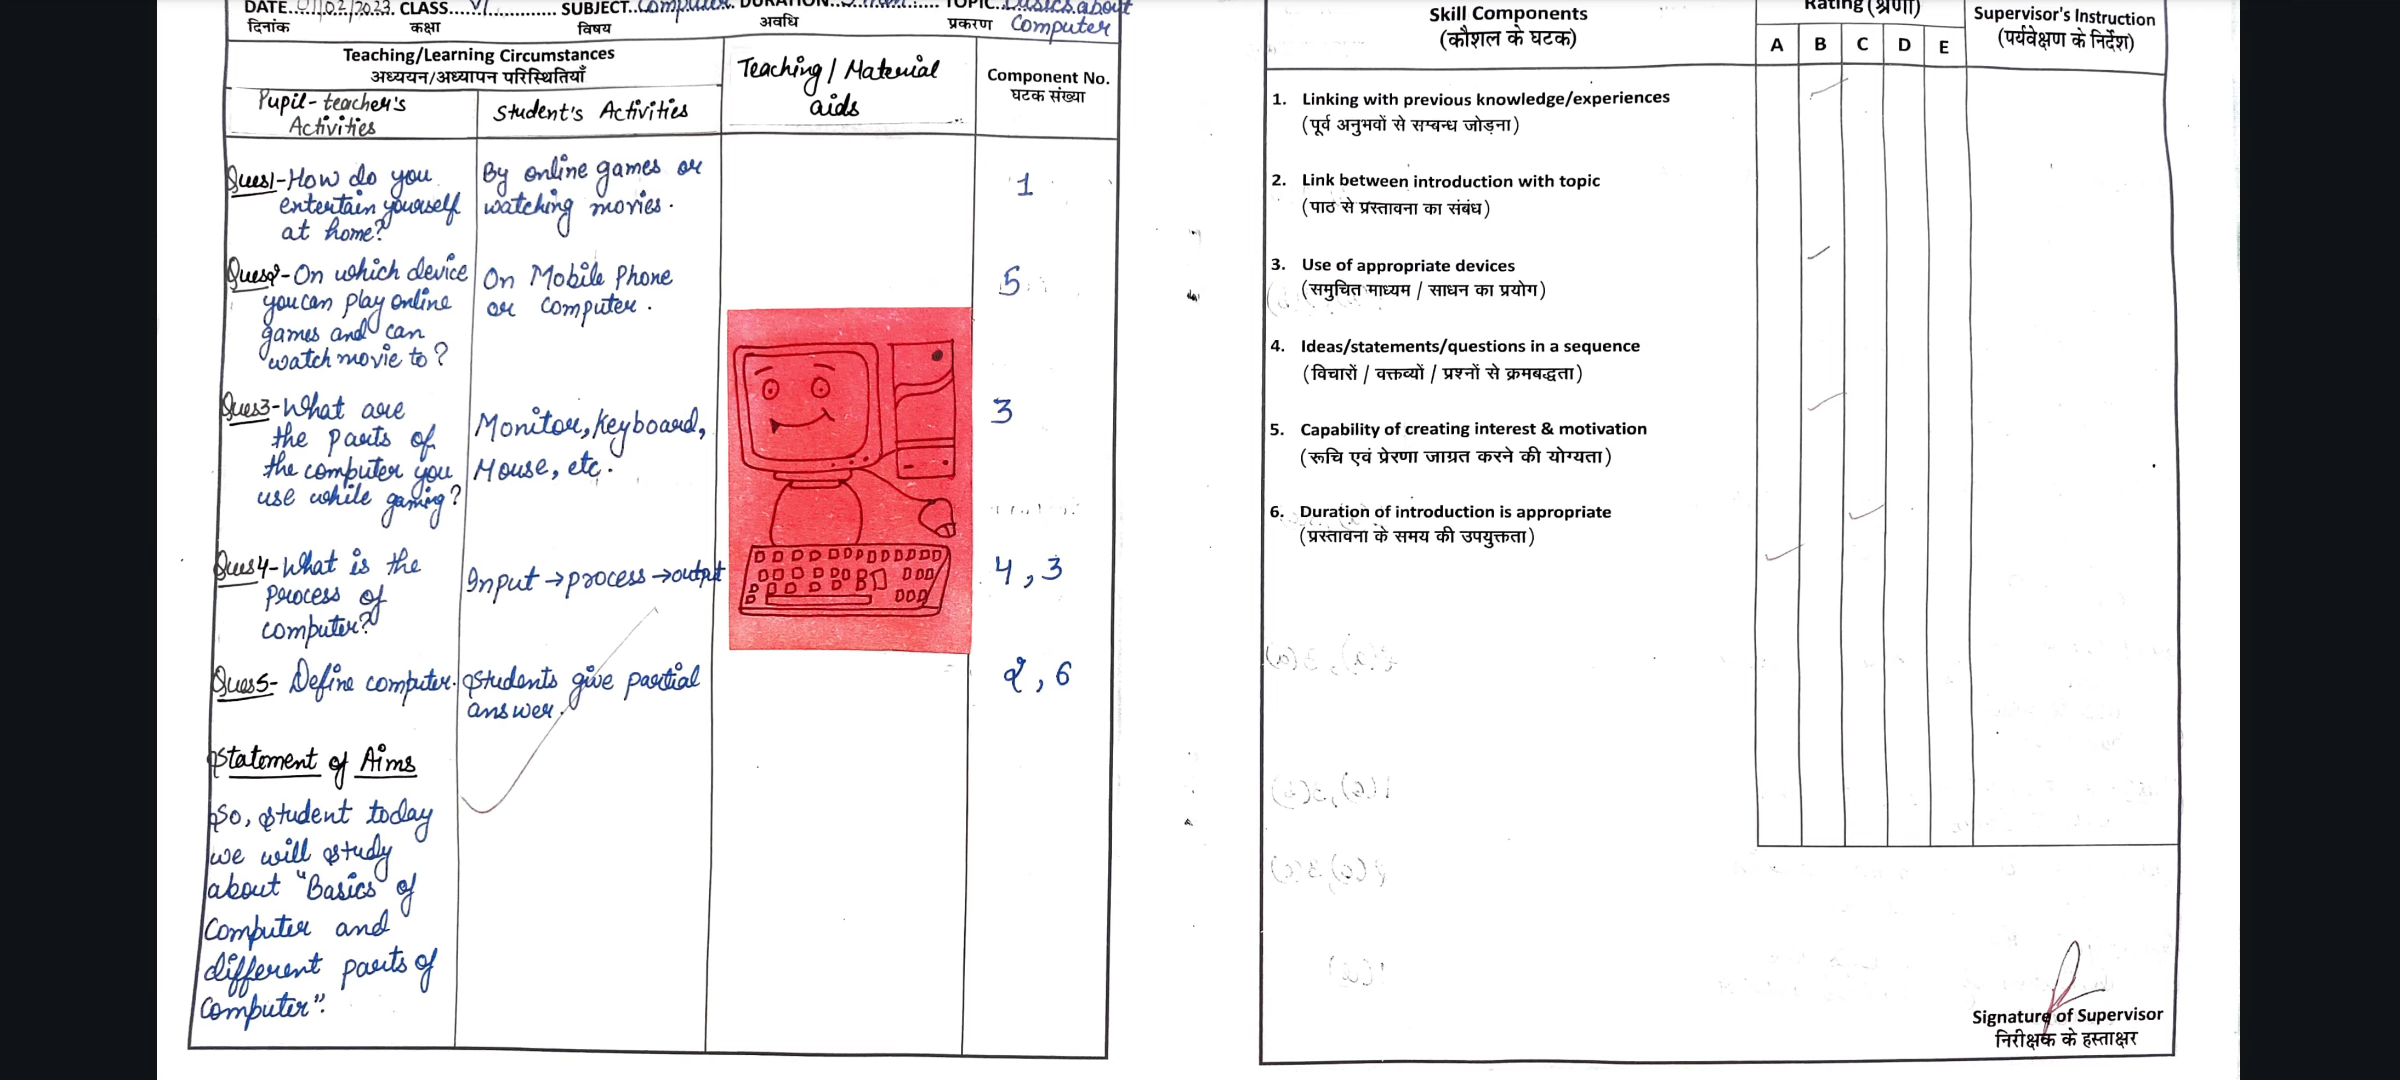 DATE...01/02/2023. CLASS....VI............. SUBJECT..Computer. DURATION.. TOPIC..Basics about
दिनांक कक्षा विषय अवधि प्रकरण Computer
Teaching/Learning Circumstances
अध्ययन/अध्यापन परिस्थितियाँ
Teaching/Material
aids
Component No.
घटक संख्या
Pupil-teacher's
Activities
Student's Activities
Ques1-How do you
entertain yourself
at home?
By online games or
watching movies.
1
Ques2-On which device
you can play online
games and can
watch movie to?
On Mobile Phone
or computer.
5
Ques3-What are
the parts of
the computer you
use while gaming?
Monitor, Keyboard,
Mouse, etc.
3
Ques4-What is the
process of
computer?
Input→process→output
4,3
Ques5- Define computer.
Students give partial
answer.
2,6
Statement of Aims
So, student today
we will study
about "Basics of
Computer and
different parts of
Computer".
Skill Components
(कौशल के घटक)
Rating (श्रेणी)
A B C D E
Supervisor's Instruction
(पर्यवेक्षण के निर्देश)
1. Linking with previous knowledge/experiences
(पूर्व अनुभवों से सम्बन्ध जोड़ना)
2. Link between introduction with topic
(पाठ से प्रस्तावना का संबंध)
3. Use of appropriate devices
(समुचित माध्यम / साधन का प्रयोग)
4. Ideas/statements/questions in a sequence
(विचारों / वक्तव्यों / प्रश्नों से क्रमबद्धता)
5. Capability of creating interest & motivation
(रूचि एवं प्रेरणा जाग्रत करने की योग्यता)
6. Duration of introduction is appropriate
(प्रस्तावना के समय की उपयुक्तता)
Signature of Supervisor
निरीक्षक के हस्ताक्षर